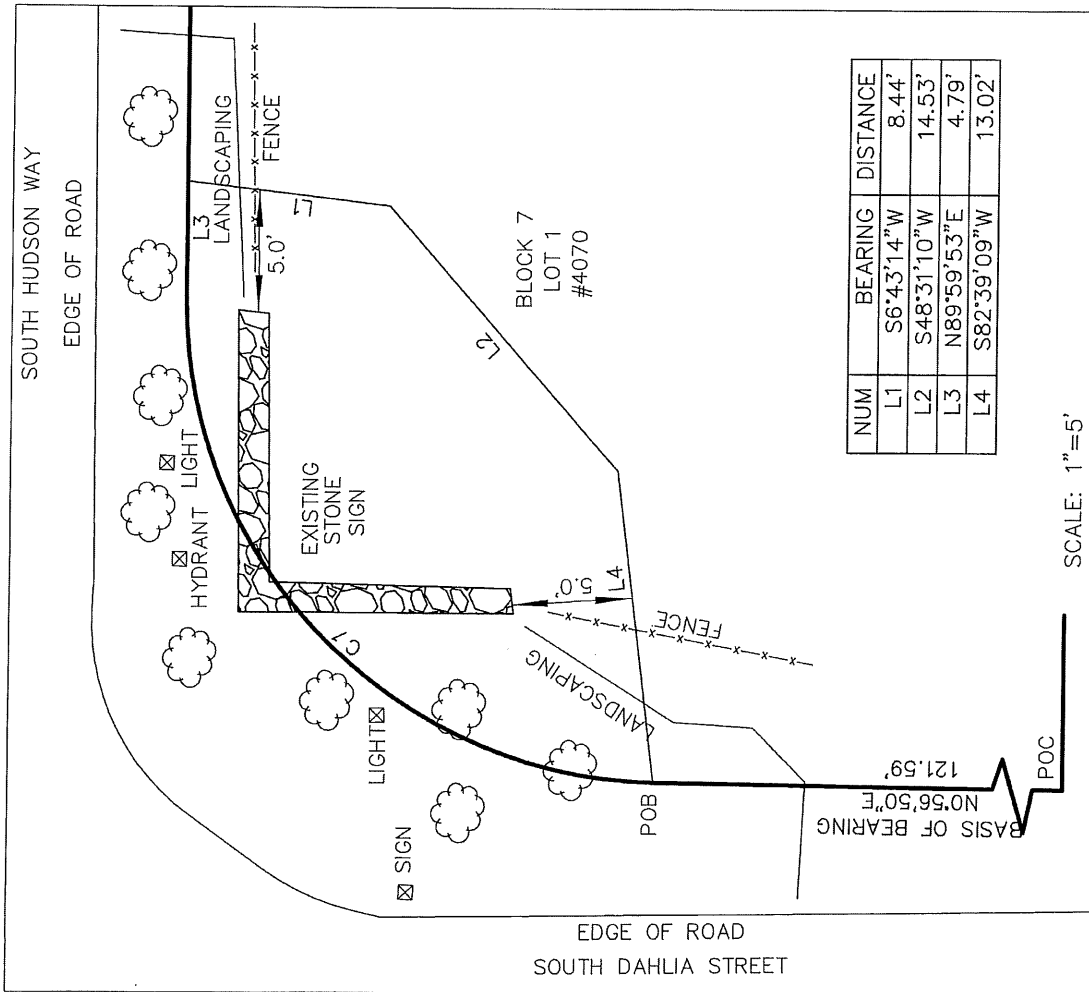 SOUTH HUDSON WAY
EDGE OF ROAD
L3
LANDSCAPING
FENCE
L1
5.0'
LIGHT
HYDRANT
EXISTING
STONE
SIGN
BLOCK 7
LOT 1
#4070
L2
C1
5.0'
L4
FENCE
LANDSCAPING
LIGHT
SIGN
POB
121.59'
N0°56'50"E
BASIS OF BEARING
POC
EDGE OF ROAD
SOUTH DAHLIA STREET
NUM BEARING DISTANCE
L1 S6°43'14"W 8.44'
L2 S48°31'10"W 14.53'
L3 N89°59'53"E 4.79'
L4 S82°39'09"W 13.02'
SCALE: 1"=5'